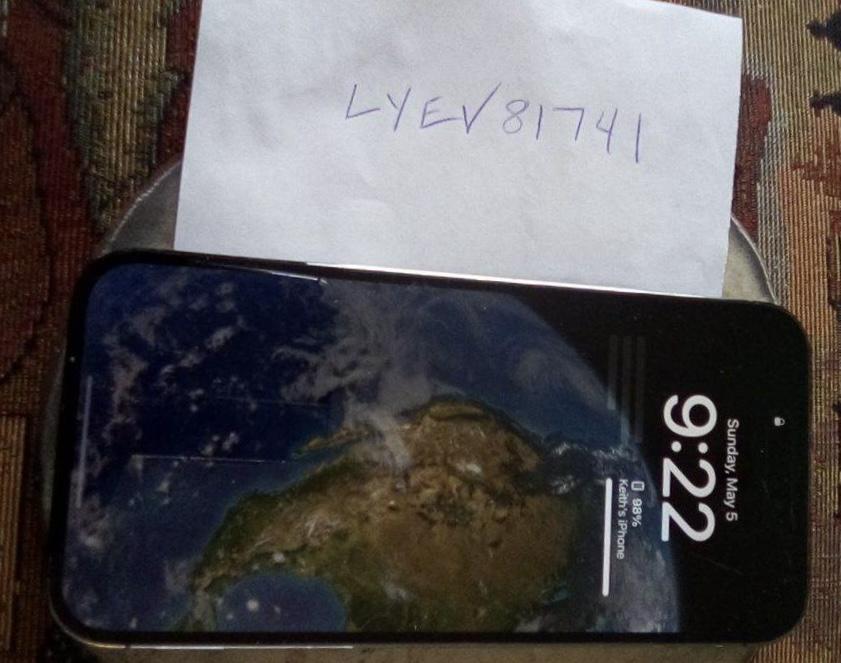 LYEV81741
Sunday, May 5
9:22
98%
Keith's iPhone